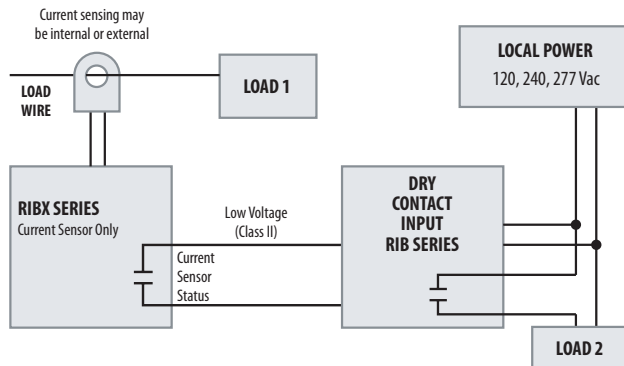 Current sensing may
be internal or external
LOAD
WIRE
LOAD 1
LOCAL POWER
120, 240, 277 Vac
RIBX SERIES
Current Sensor Only
Low Voltage
(Class II)
Current
Sensor
Status
DRY
CONTACT
INPUT
RIB SERIES
LOAD 2